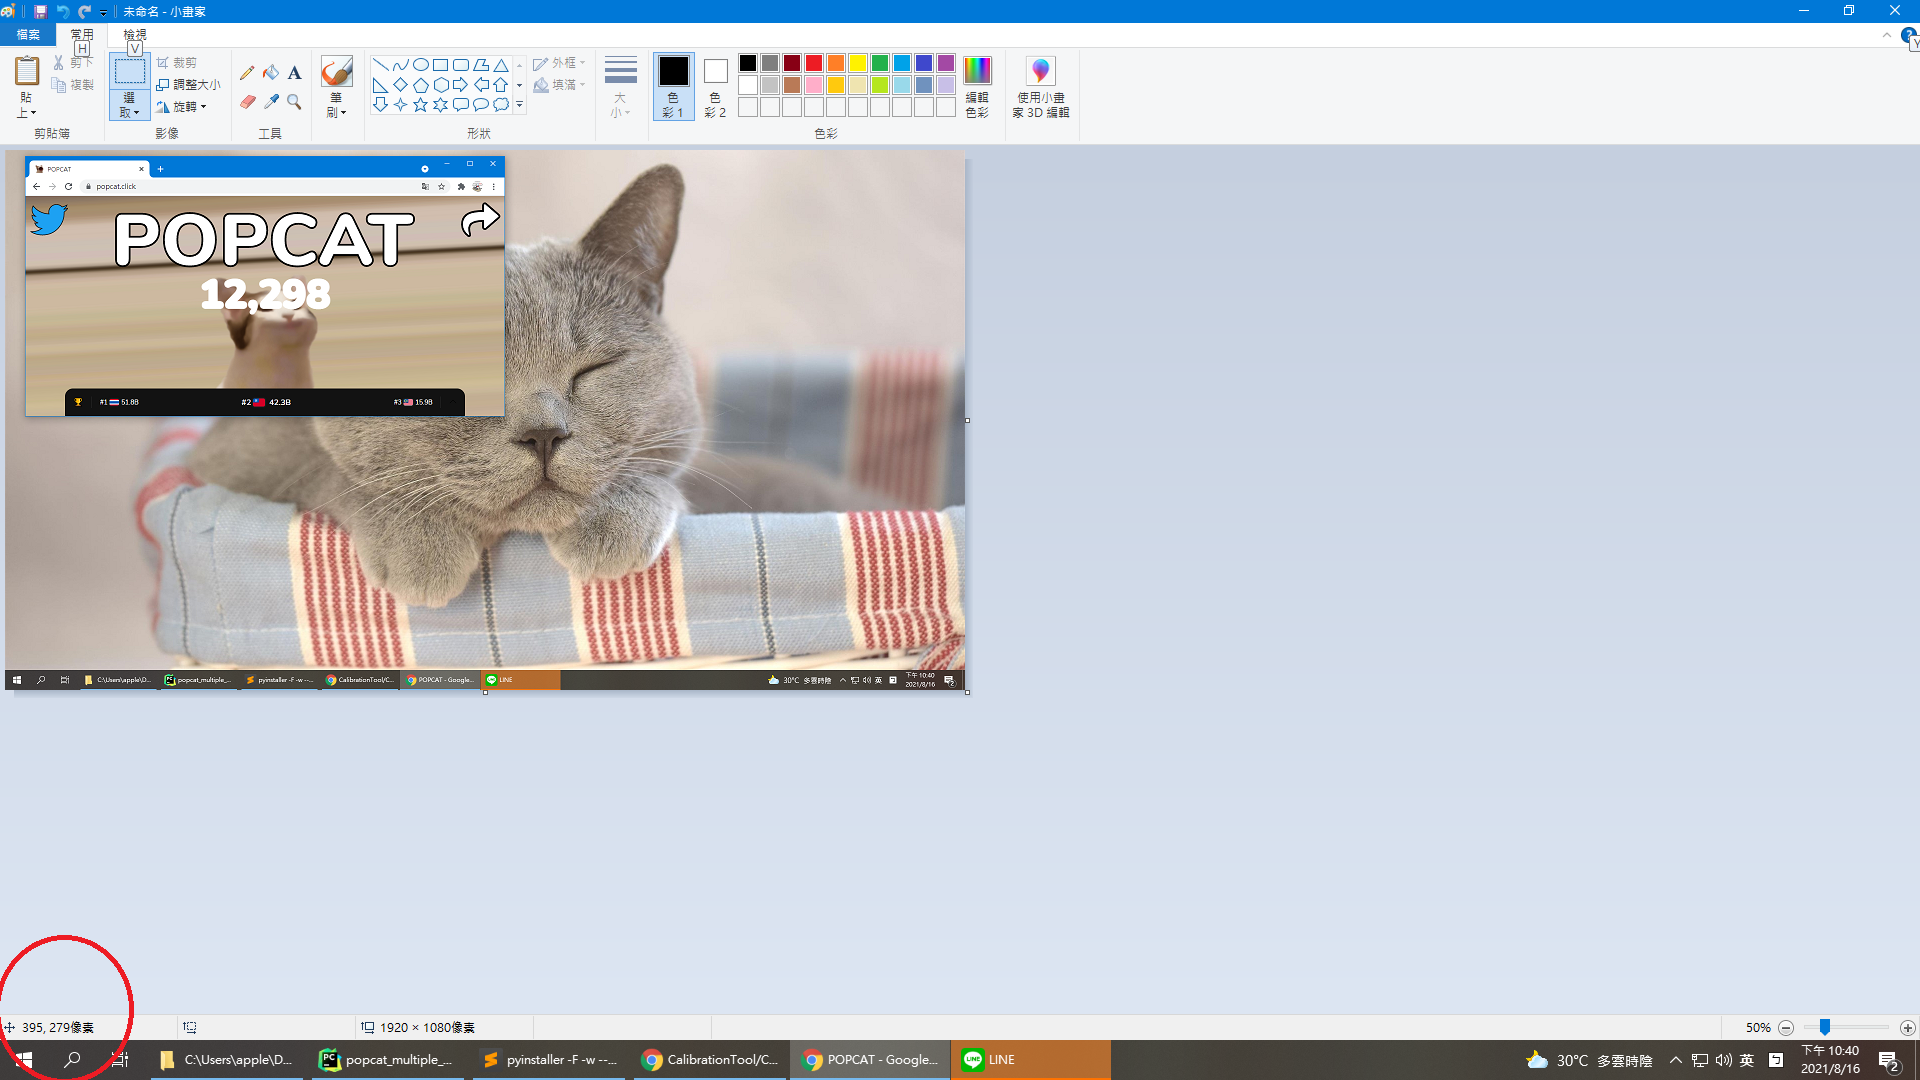 未命名 - 小畫家
檔案
常用
檢視
H
V
Y
貼
上
剪下
複製
剪貼簿
選
取
裁剪
調整大小
旋轉
影像
A
工具
筆
刷
外框
填滿
形狀
大
小
色
彩 1
色
彩 2
編輯
色彩
色彩
使用小畫
家 3D 編輯
POPCAT
popcat.click
POPCAT
12,298
#1 51.8B
#2 42.3B
#3 15.9B
C:\Users\apple\D...
popcat_multiple_...
pyinstaller -F -w --...
CalibrationTool/C...
POPCAT - Google...
LINE
30°C 多雲時陰
英
下午 10:40
2021/8/16
2
395, 279像素
1920 × 1080像素
50%
C:\Users\apple\D...
PC
popcat_multiple_...
pyinstaller -F -w --...
CalibrationTool/C...
POPCAT - Google...
LINE
LINE
30°C 多雲時陰
英
下午 10:40
2021/8/16
2